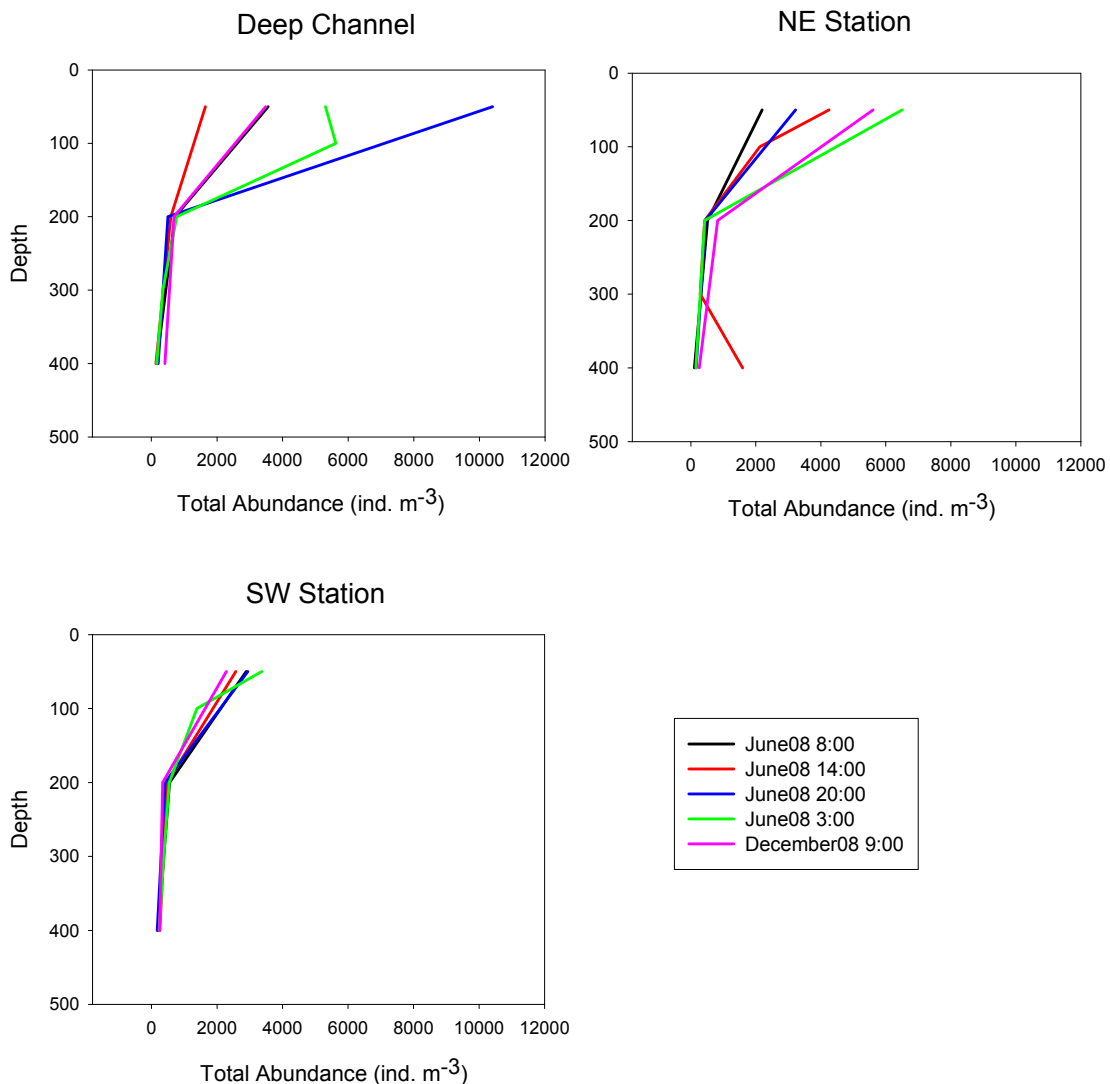 Deep Channel
0
100
200
300
400
500
Depth
0 2000 4000 6000 8000 10000 12000
Total Abundance (ind. m-3)
NE Station
0
100
200
300
400
500
0 2000 4000 6000 8000 10000 12000
Total Abundance (ind. m-3)
SW Station
0
100
200
300
400
500
Depth
0 2000 4000 6000 8000 10000 12000
Total Abundance (ind. m-3)
June08 8:00
June08 14:00
June08 20:00
June08 3:00
December08 9:00